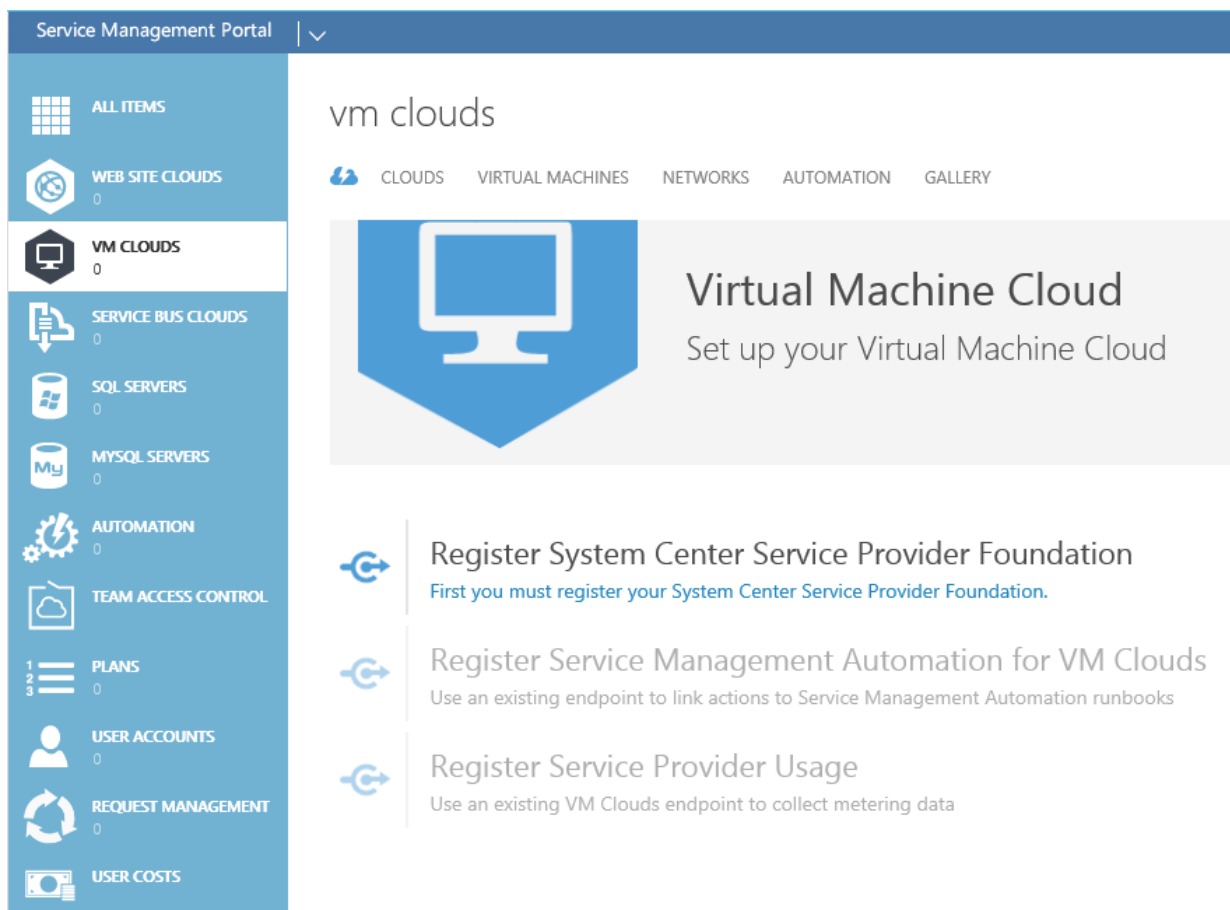 Service Management Portal
ALL ITEMS
WEB SITE CLOUDS
0
VM CLOUDS
0
SERVICE BUS CLOUDS
0
SQL SERVERS
0
My
MYSQL SERVERS
0
AUTOMATION
0
TEAM ACCESS CONTROL
1
2
3
PLANS
0
USER ACCOUNTS
0
REQUEST MANAGEMENT
0
USER COSTS
vm clouds
CLOUDS VIRTUAL MACHINES NETWORKS AUTOMATION GALLERY
Virtual Machine Cloud
Set up your Virtual Machine Cloud
Register System Center Service Provider Foundation
First you must register your System Center Service Provider Foundation.
Register Service Management Automation for VM Clouds
Use an existing endpoint to link actions to Service Management Automation runbooks
Register Service Provider Usage
Use an existing VM Clouds endpoint to collect metering data